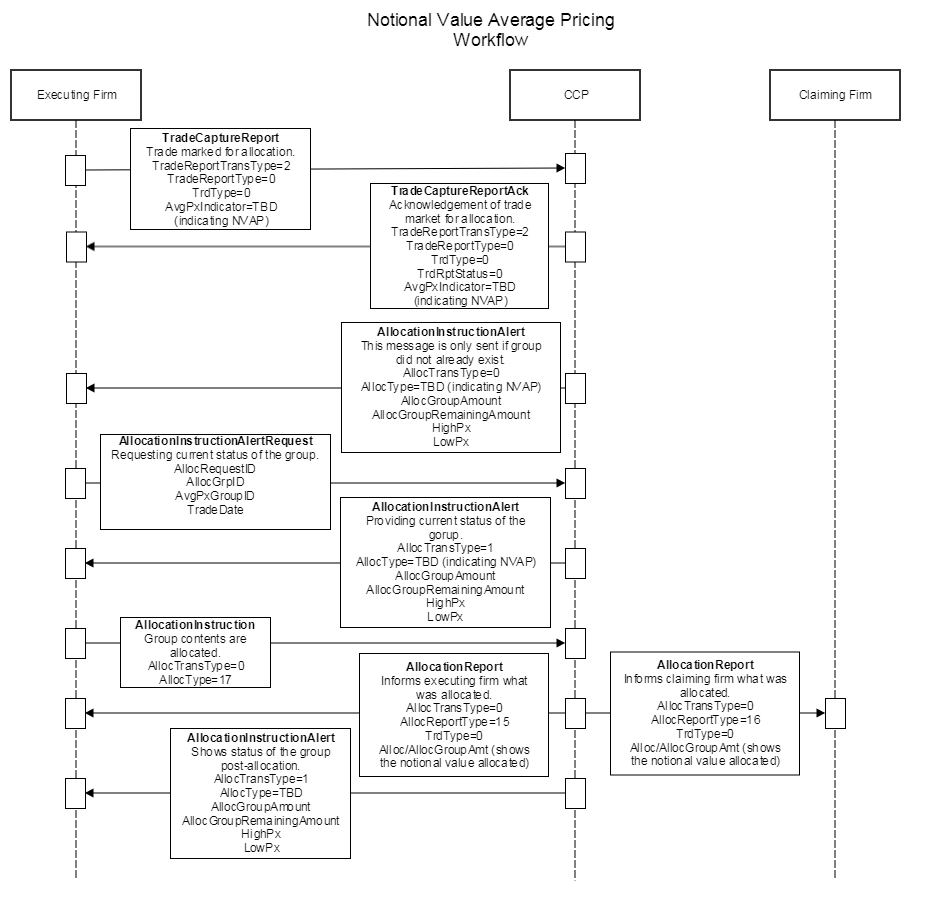 Notional Value Average Pricing
Workflow
Executing Firm
CCP
Claiming Firm
TradeCaptureReport
Trade marked for allocation.
TradeReportTransType=2
TradeReportType=0
TrdType=0
AvgPxIndicator=TBD
(indicating NVAP)
TradeCaptureReportAck
Acknowledgement of trade
market for allocation.
TradeReportTransType=2
TradeReportType=0
TrdType=0
TrdRptStatus=0
AvgPxIndicator=TBD
(indicating NVAP)
AllocationInstructionAlert
This message is only sent if group
did not already exist.
AllocTransType=0
AllocType=TBD (indicating NVAP)
AllocGroupAmount
AllocGroupRemainingAmount
HighPx
LowPx
AllocationInstructionAlertRequest
Requesting current status of the group.
AllocRequestID
AllocGrpID
AvgPxGroupID
TradeDate
AllocationInstructionAlert
Providing current status of the
gorup.
AllocTransType=1
AllocType=TBD (indicating NVAP)
AllocGroupAmount
AllocGroupRemainingAmount
HighPx
LowPx
AllocationInstruction
Group contents are
allocated.
AllocTransType=0
AllocType=17
AllocationReport
Informs executing firm what
was allocated.
AllocTransType=0
AllocReportType=15
TrdType=0
Alloc/AllocGroupAmt (shows
the notional value allocated)
AllocationReport
Informs claiming firm what was
allocated.
AllocTransType=0
AllocReportType=16
TrdType=0
Alloc/AllocGroupAmt (shows
the notional value allocated)
AllocationInstructionAlert
Shows status of the group
post-allocation.
AllocTransType=1
AllocType=TBD
AllocGroupAmount
AllocGroupRemainingAmount
HighPx
LowPx